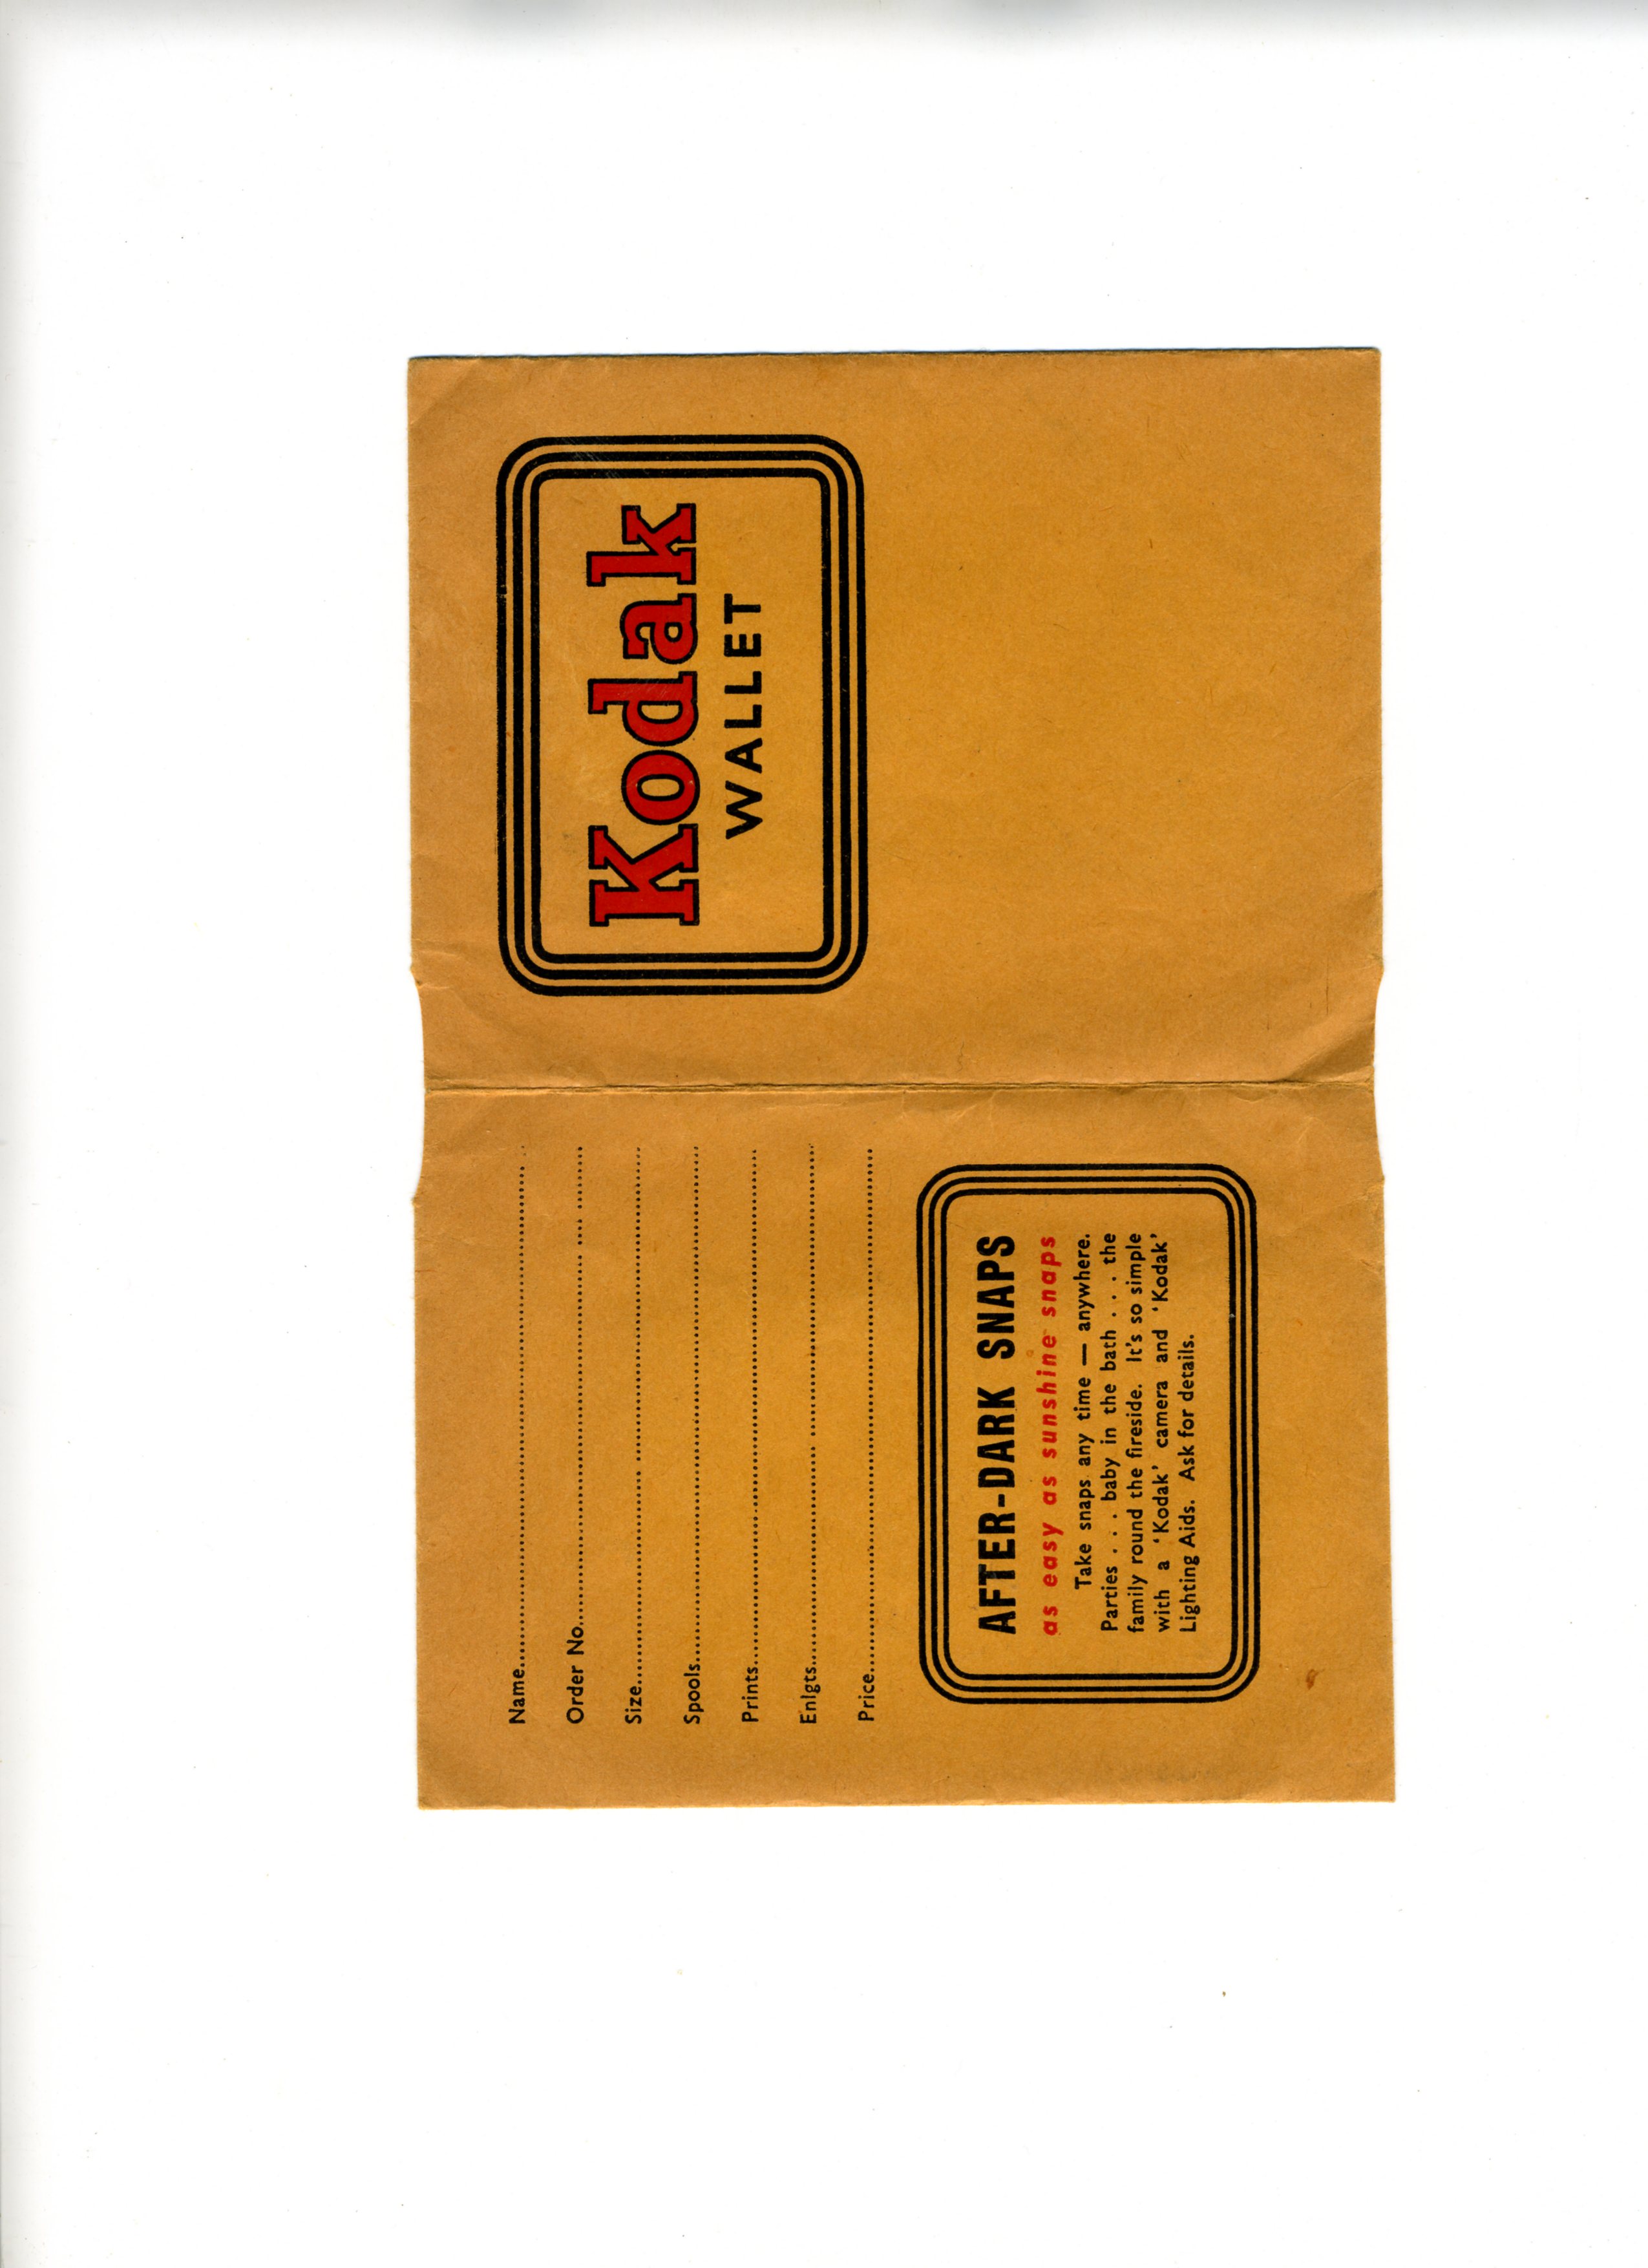 Name
Order No.
Size
Spools
Prints
Enlgts.
Price
AFTER-DARK SNAPS
as easy as sunshine snaps
Take snaps any time — anywhere.
Parties . . . baby in the bath . . . the
family round the fireside. It's so simple
with a ‘Kodak’ camera and ‘Kodak’
Lighting Aids. Ask for details.
Kodak
WALLET